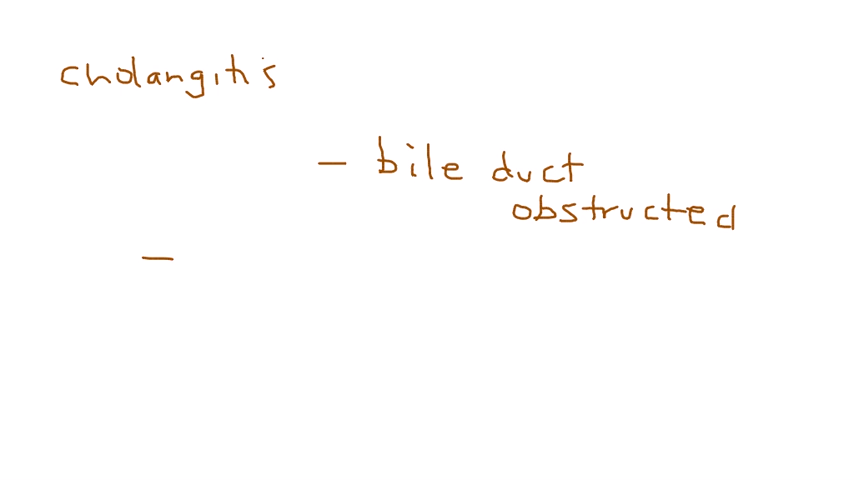 cholangitis
- bile duct
obstructed
-